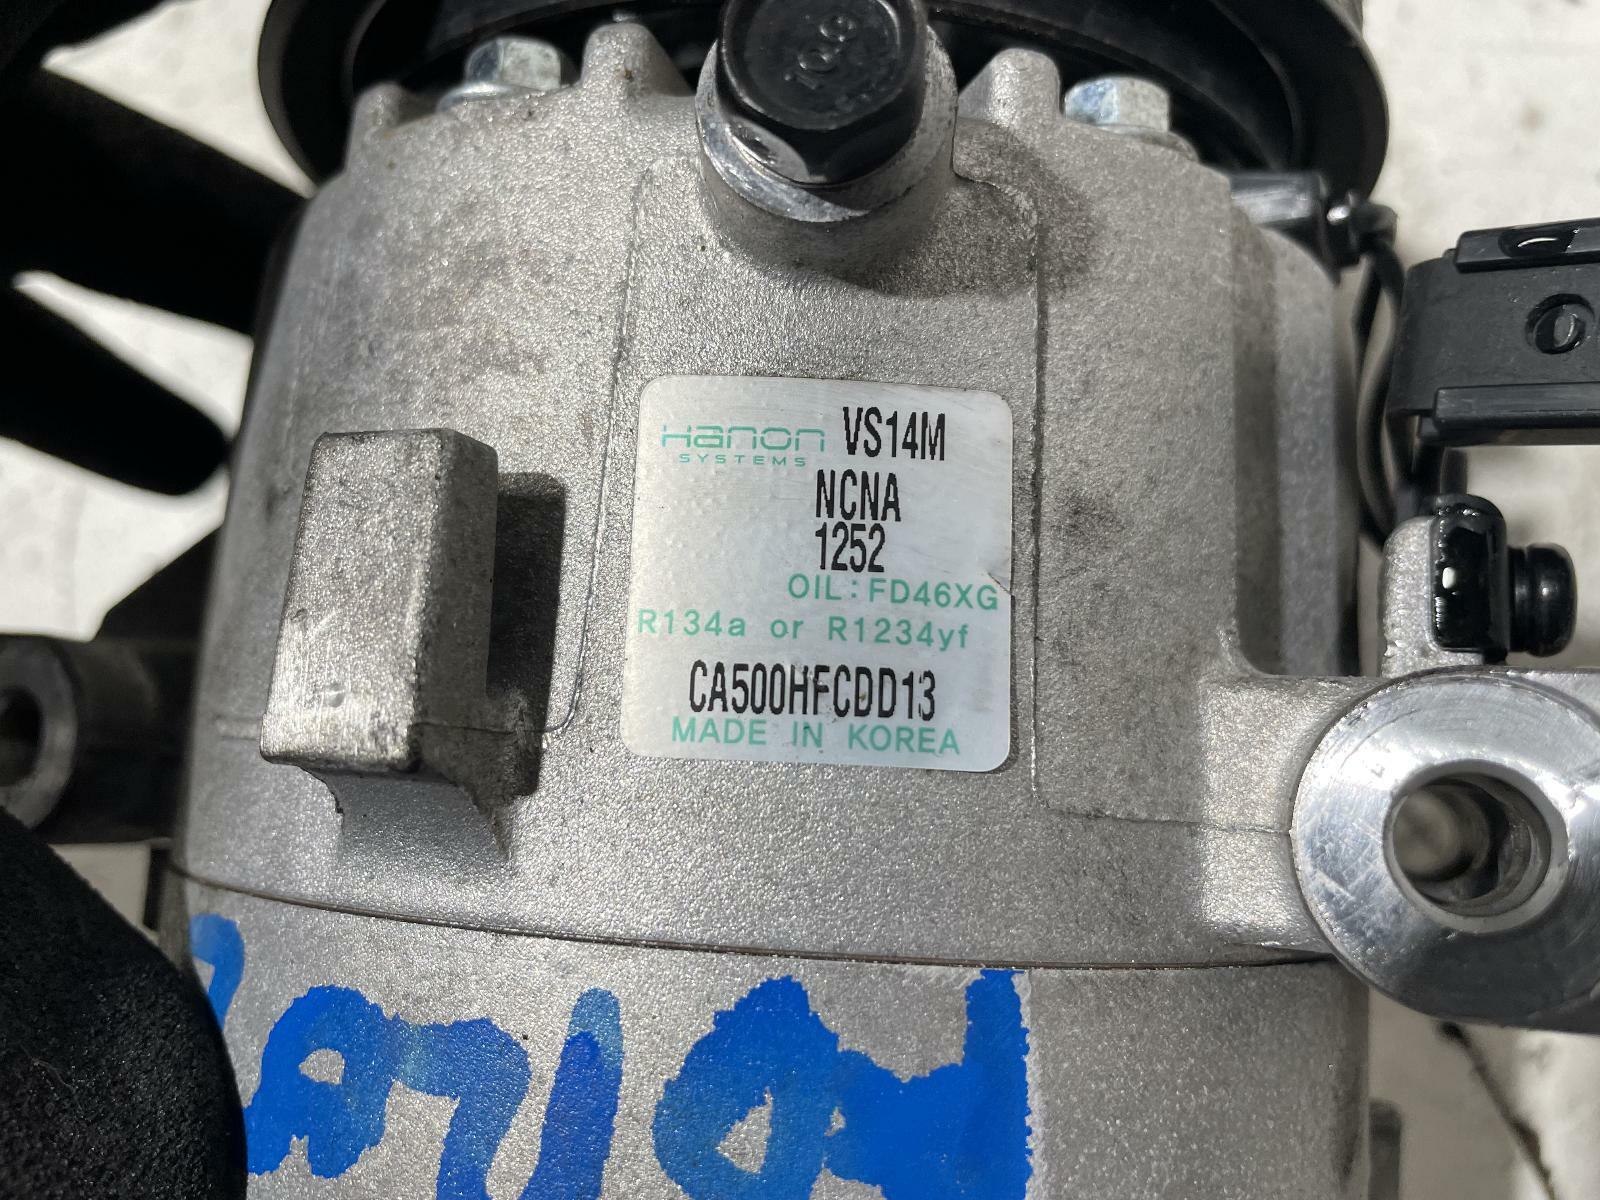 10.9
Hanon VS14M
SYSTEMS
NCNA
1252
OIL: FD46XG
R134a or R1234yf
CA500HFCDD13
MADE IN KOREA